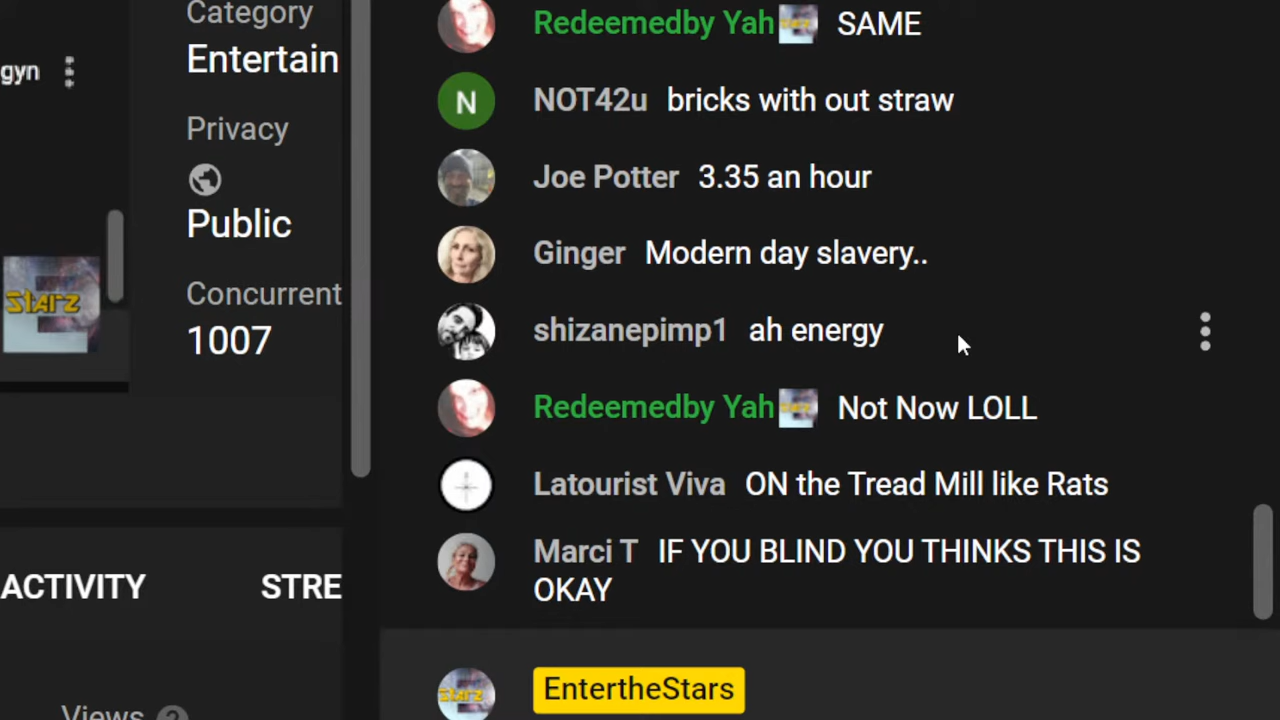 Category
Entertain
gyn
Privacy
Public
Concurrent
1007
STARZ
ACTIVITY STRE
Views ?
Redeemedby Yah SAME
N NOT42u bricks with out straw
Joe Potter 3.35 an hour
Ginger Modern day slavery..
shizanepimp1 ah energy
Redeemedby Yah Not Now LOLL
Latourist Viva ON the Tread Mill like Rats
Marci T IF YOU BLIND YOU THINKS THIS IS
OKAY
STARZ EntertheStars